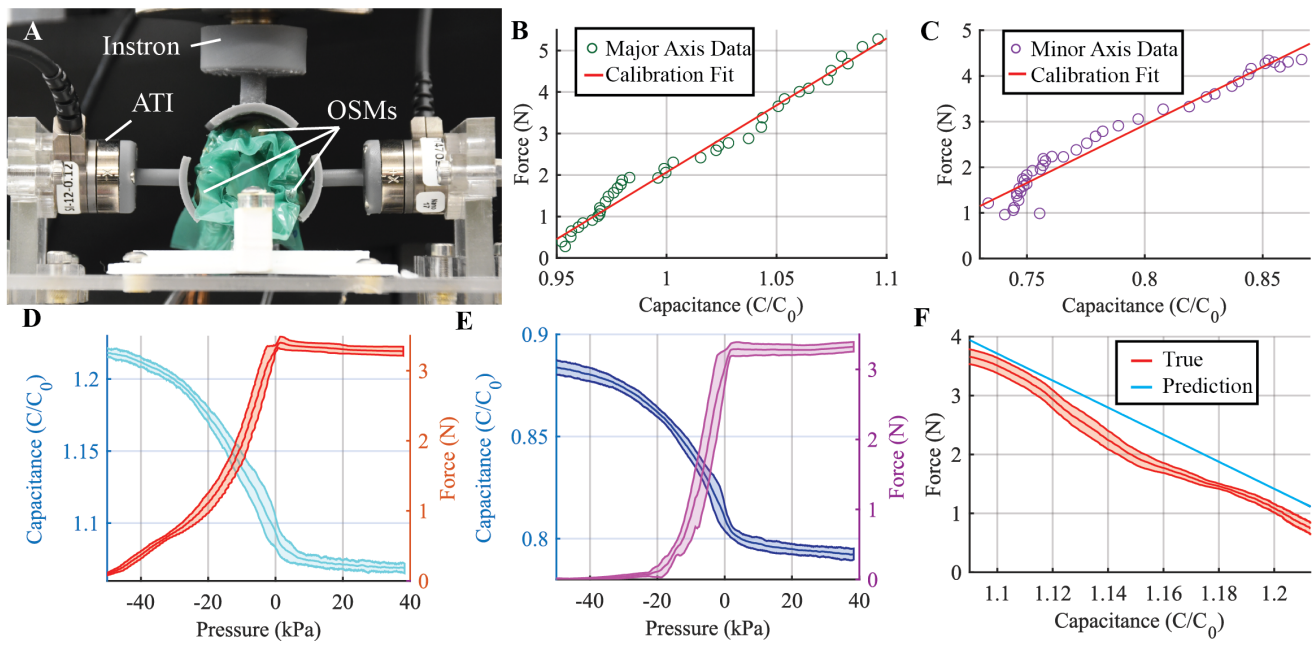 A
Instron
ATI
OSMs
SI-12-0.12
B
Major Axis Data
Calibration Fit
Force (N)
5
4
3
2
1
0
0.95
1
1.05
1.1
Capacitance (C/C₀)
C
Minor Axis Data
Calibration Fit
Force (N)
5
4
3
2
1
0
0.75
0.8
0.85
Capacitance (C/C₀)
D
Capacitance (C/C₀)
1.2
1.15
1.1
Force (N)
3
2
1
0
-40
-20
0
20
40
Pressure (kPa)
E
Capacitance (C/C₀)
0.9
0.85
0.8
Force (N)
3
2
1
0
-40
-20
0
20
40
Pressure (kPa)
F
True
Prediction
Force (N)
4
3
2
1
0
1.1
1.12
1.14
1.16
1.18
1.2
Capacitance (C/C₀)